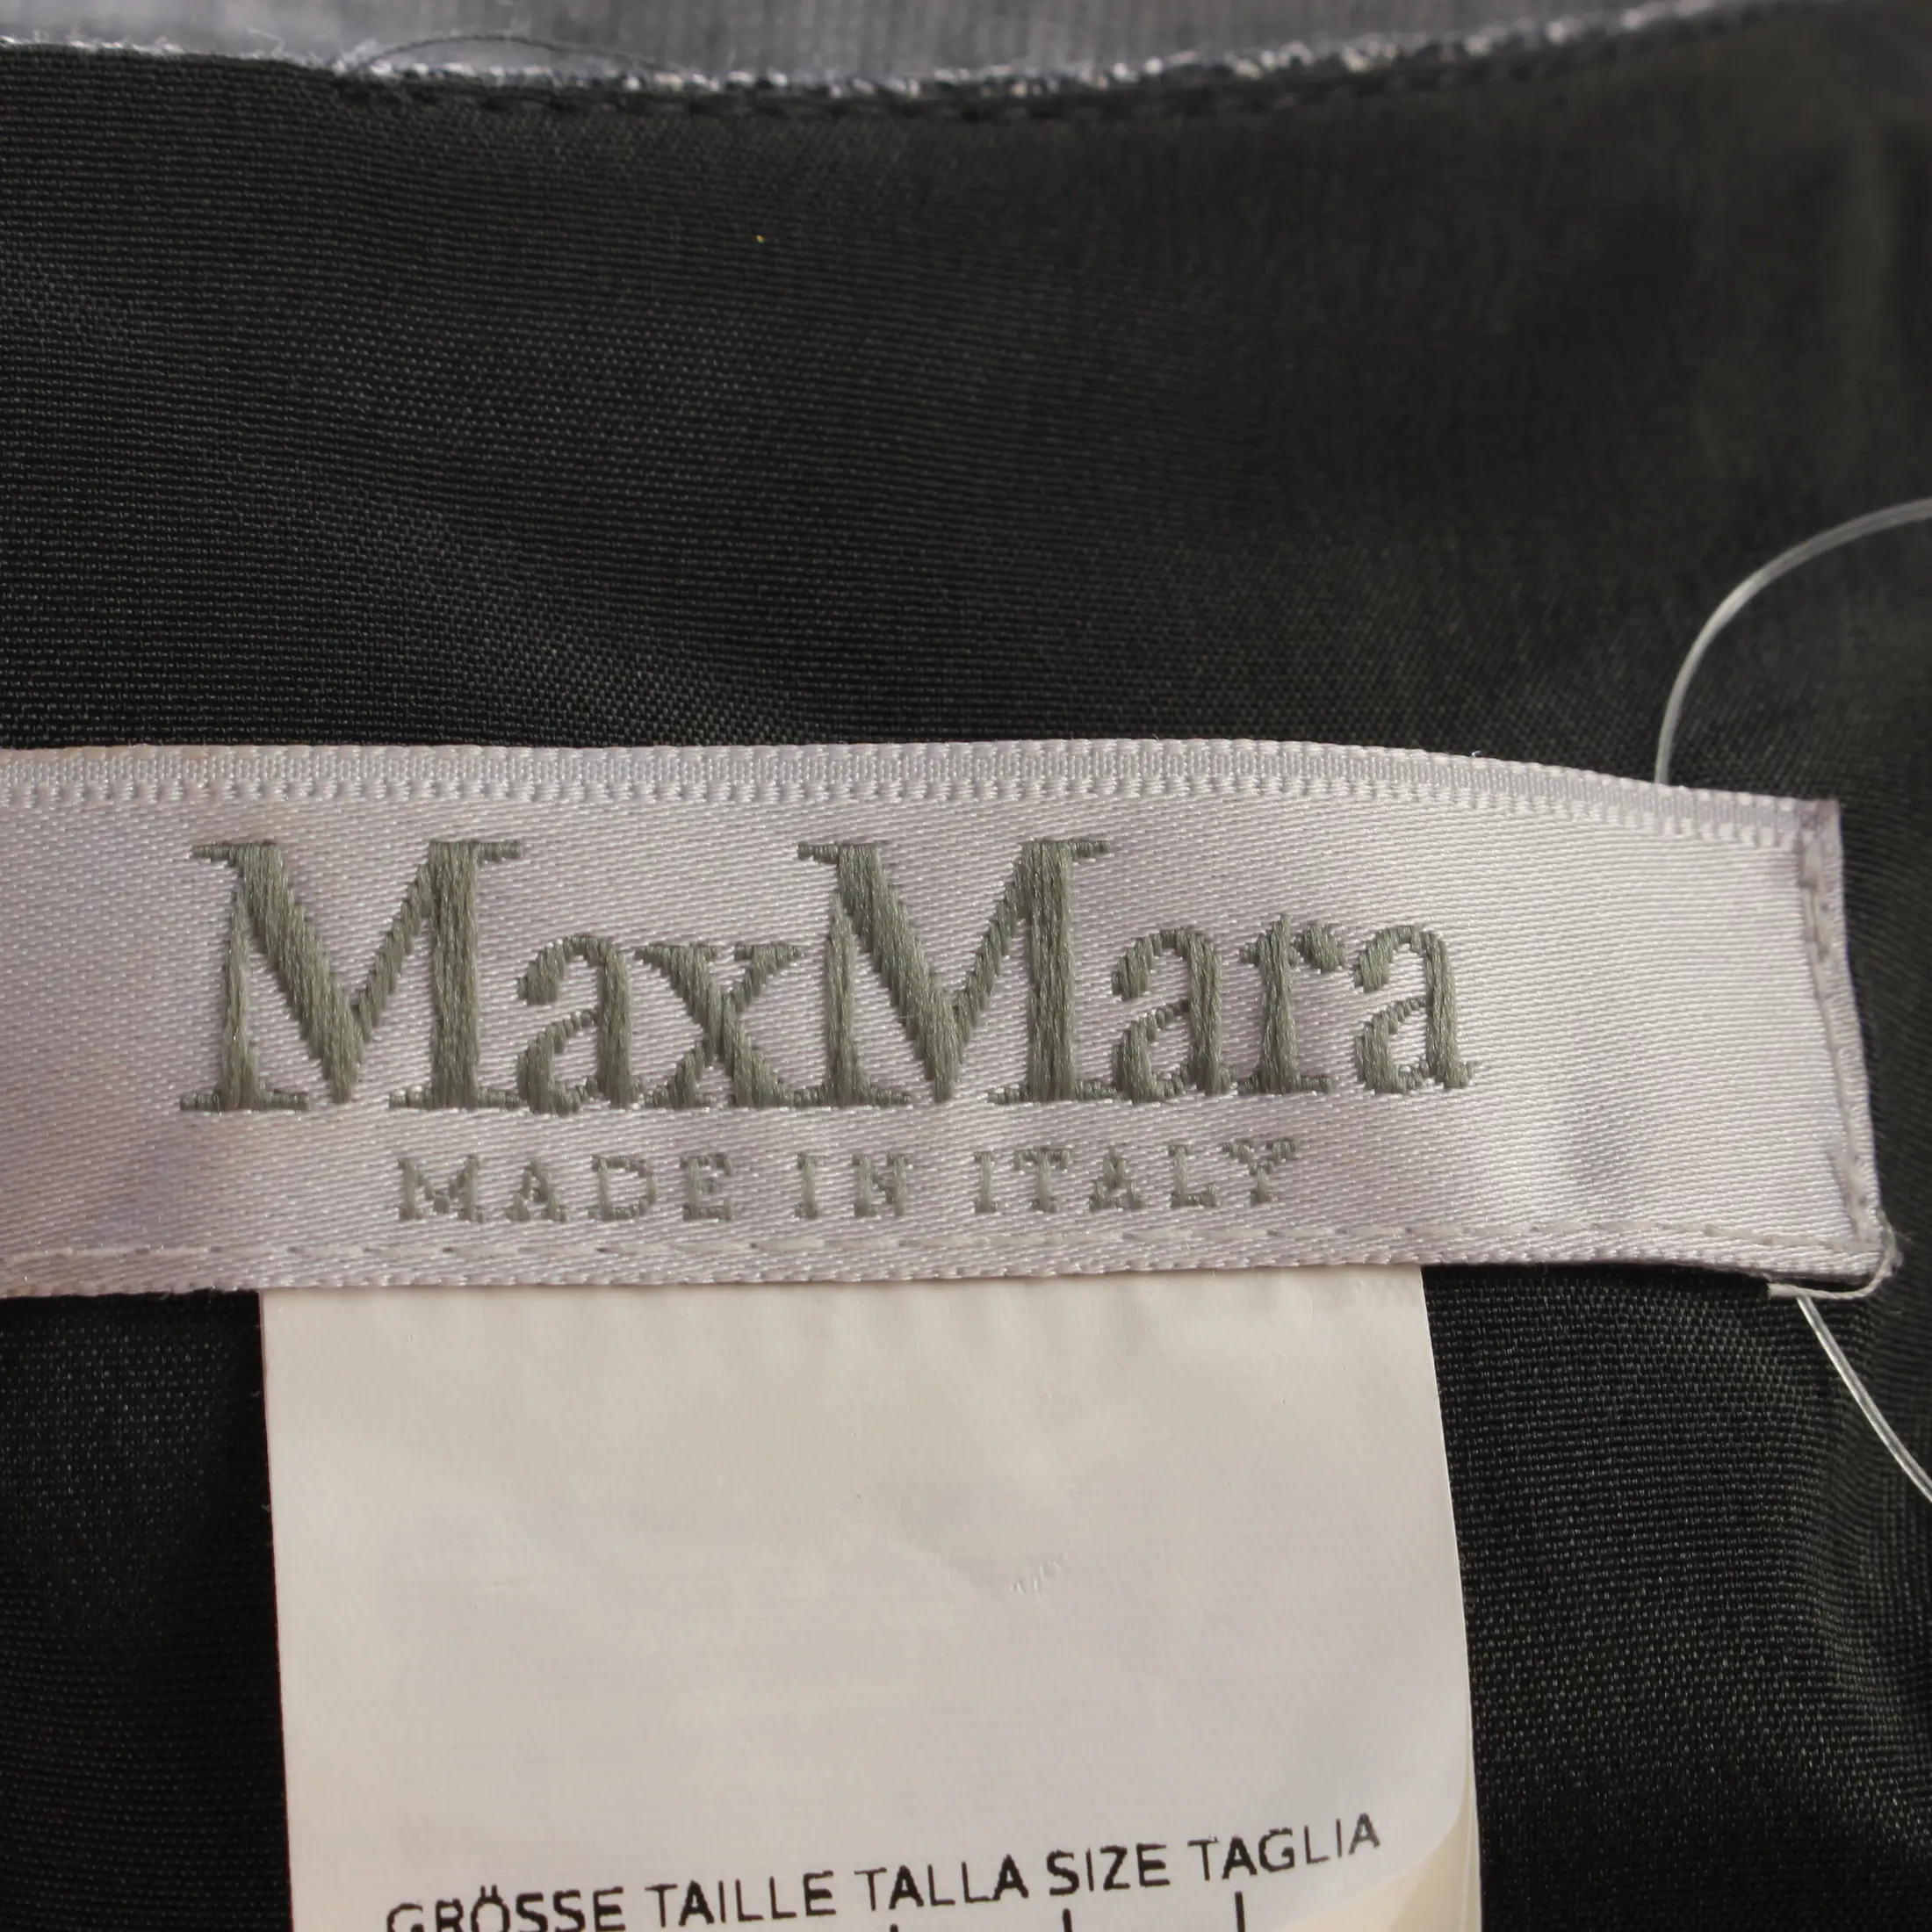 MaxMara
MADE IN ITALY
GRÖSSE TAILLE TALLA SIZE TAGLIA